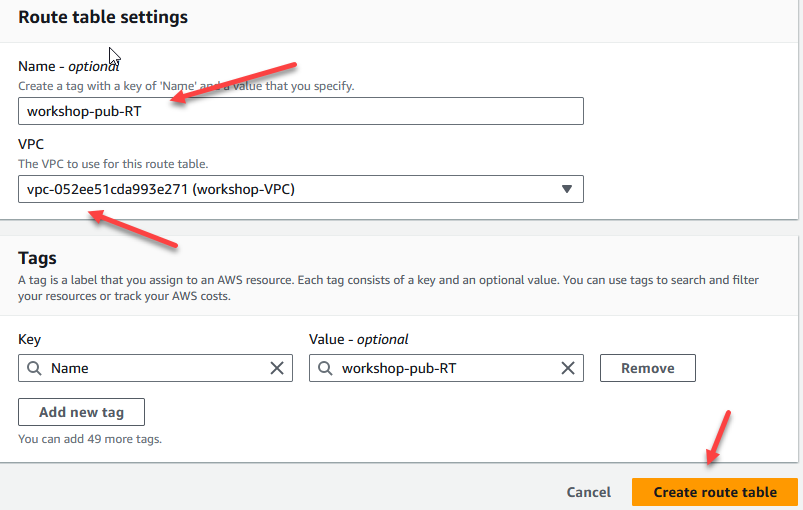 Route table settings
Name - optional
Create a tag with a key of 'Name' and a value that you specify.
workshop-pub-RT
VPC
The VPC to use for this route table.
vpc-052ee51cda993e271 (workshop-VPC)
Tags
A tag is a label that you assign to an AWS resource. Each tag consists of a key and an optional value. You can use tags to search and filter
your resources or track your AWS costs.
Key
Value - optional
Name
workshop-pub-RT
Remove
Add new tag
You can add 49 more tags.
Cancel
Create route table